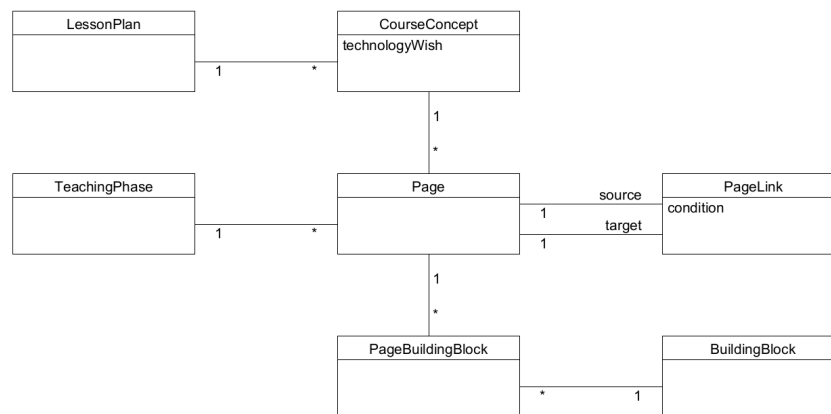 LessonPlan
CourseConcept
technologyWish
1
*
1
*
TeachingPhase
Page
PageLink
source
condition
1
1
*
target
1
1
*
PageBuildingBlock
BuildingBlock
*
1